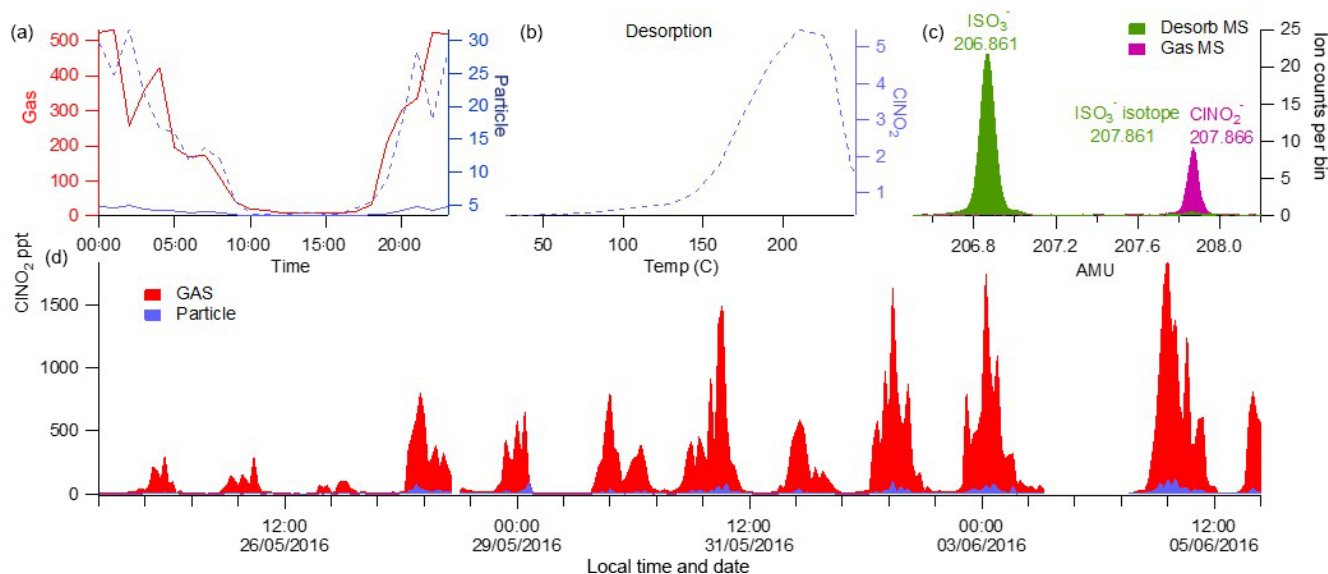 (a)
Gas
500
400
300
200
100
0
30
25
20
15
10
5
Particle
00:00
05:00
10:00
15:00
20:00
Time
(b)
Desorption
5
4
3
2
1
ClNO₂
50
100
150
200
Temp (C)
(c)
ISO₃⁻
206.861
Desorb MS
Gas MS
ISO₃⁻ isotope
207.861
ClNO₂⁻
207.866
25
20
15
10
5
0
Ion counts per bin
206.8
207.2
207.6
208.0
AMU
(d)
ClNO₂ ppt
GAS
Particle
1500
1000
500
0
12:00
26/05/2016
00:00
29/05/2016
12:00
31/05/2016
00:00
03/06/2016
12:00
05/06/2016
Local time and date